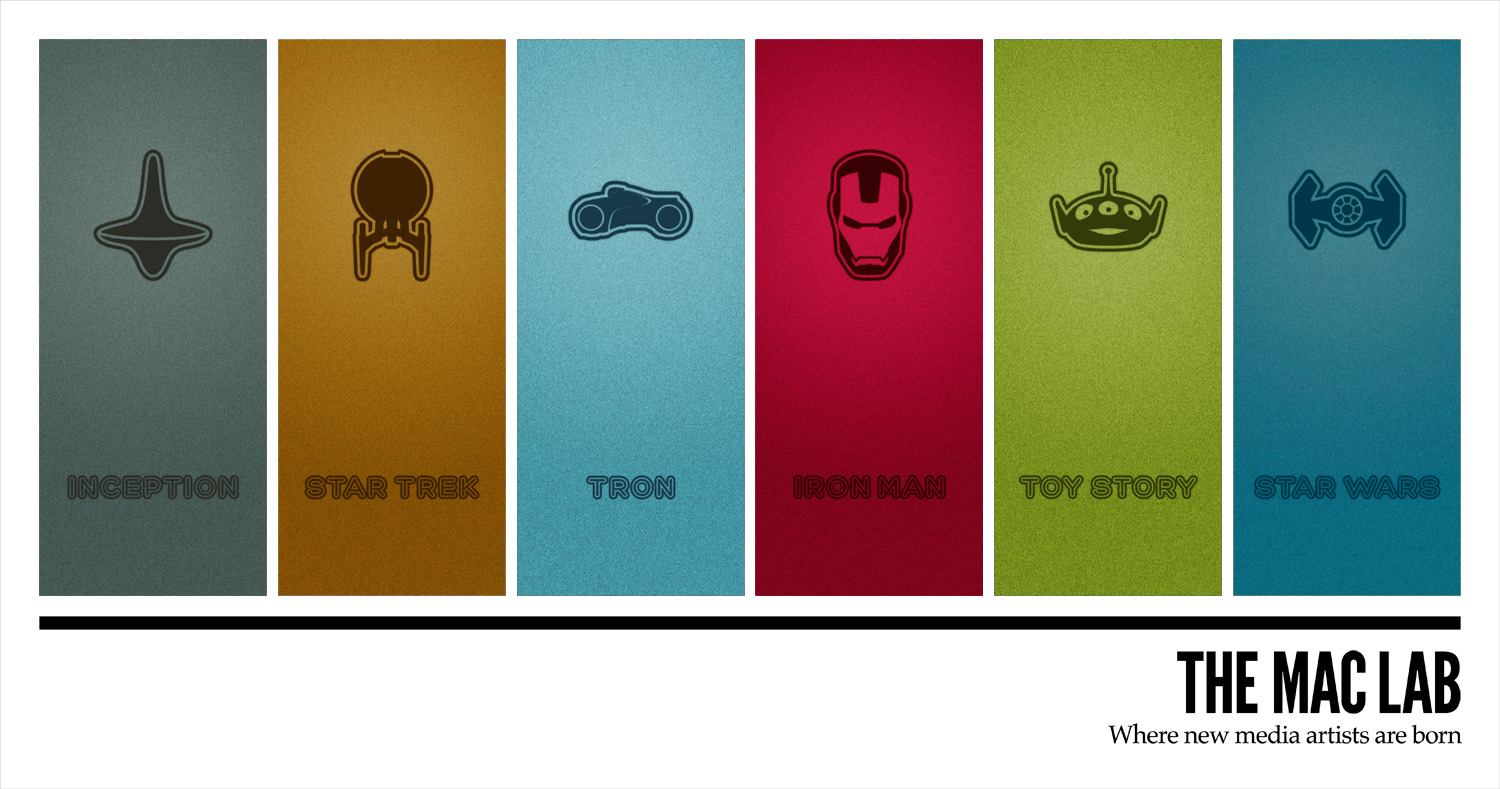 INCEPTION
STAR TREK
TRON
IRON MAN
TOY STORY
STAR WARS
THE MAC LAB
Where new media artists are born